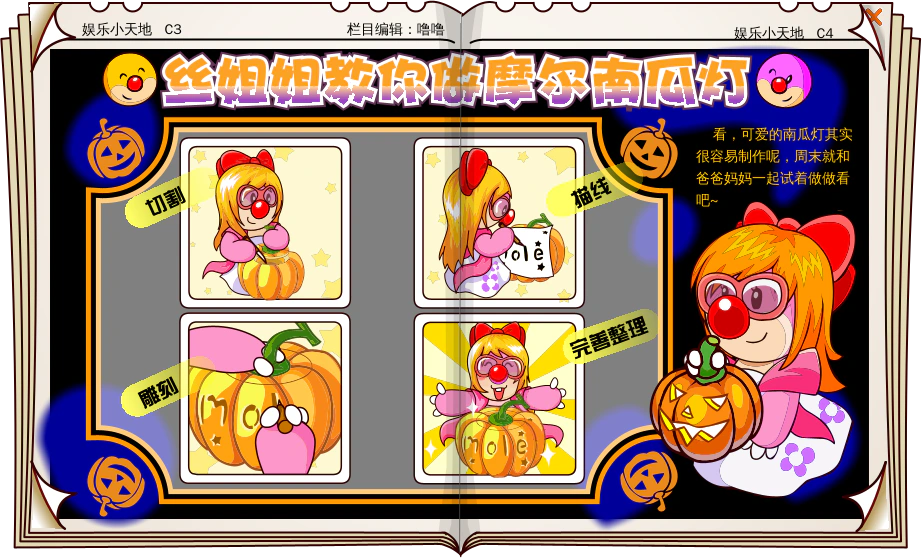 娱乐小天地 C3
栏目编辑：噜噜
娱乐小天地 C4
丝姐姐教你做摩尔南瓜灯
看，可爱的南瓜灯其实
很容易制作呢，周末就和
爸爸妈妈一起试着做做看
吧~
切割
描线
ole
雕刻
mo
完善整理
mole